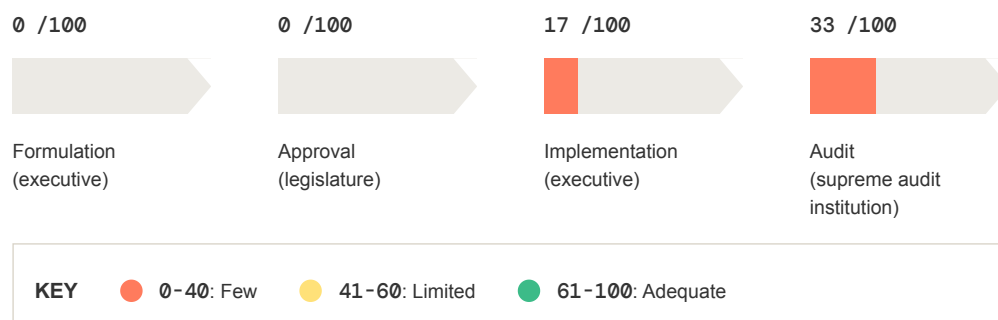 0 /100
0 /100
17 /100
33 /100
Formulation
(executive)
Approval
(legislature)
Implementation
(executive)
Audit
(supreme audit
institution)
KEY
0-40: Few
41-60: Limited
61-100: Adequate